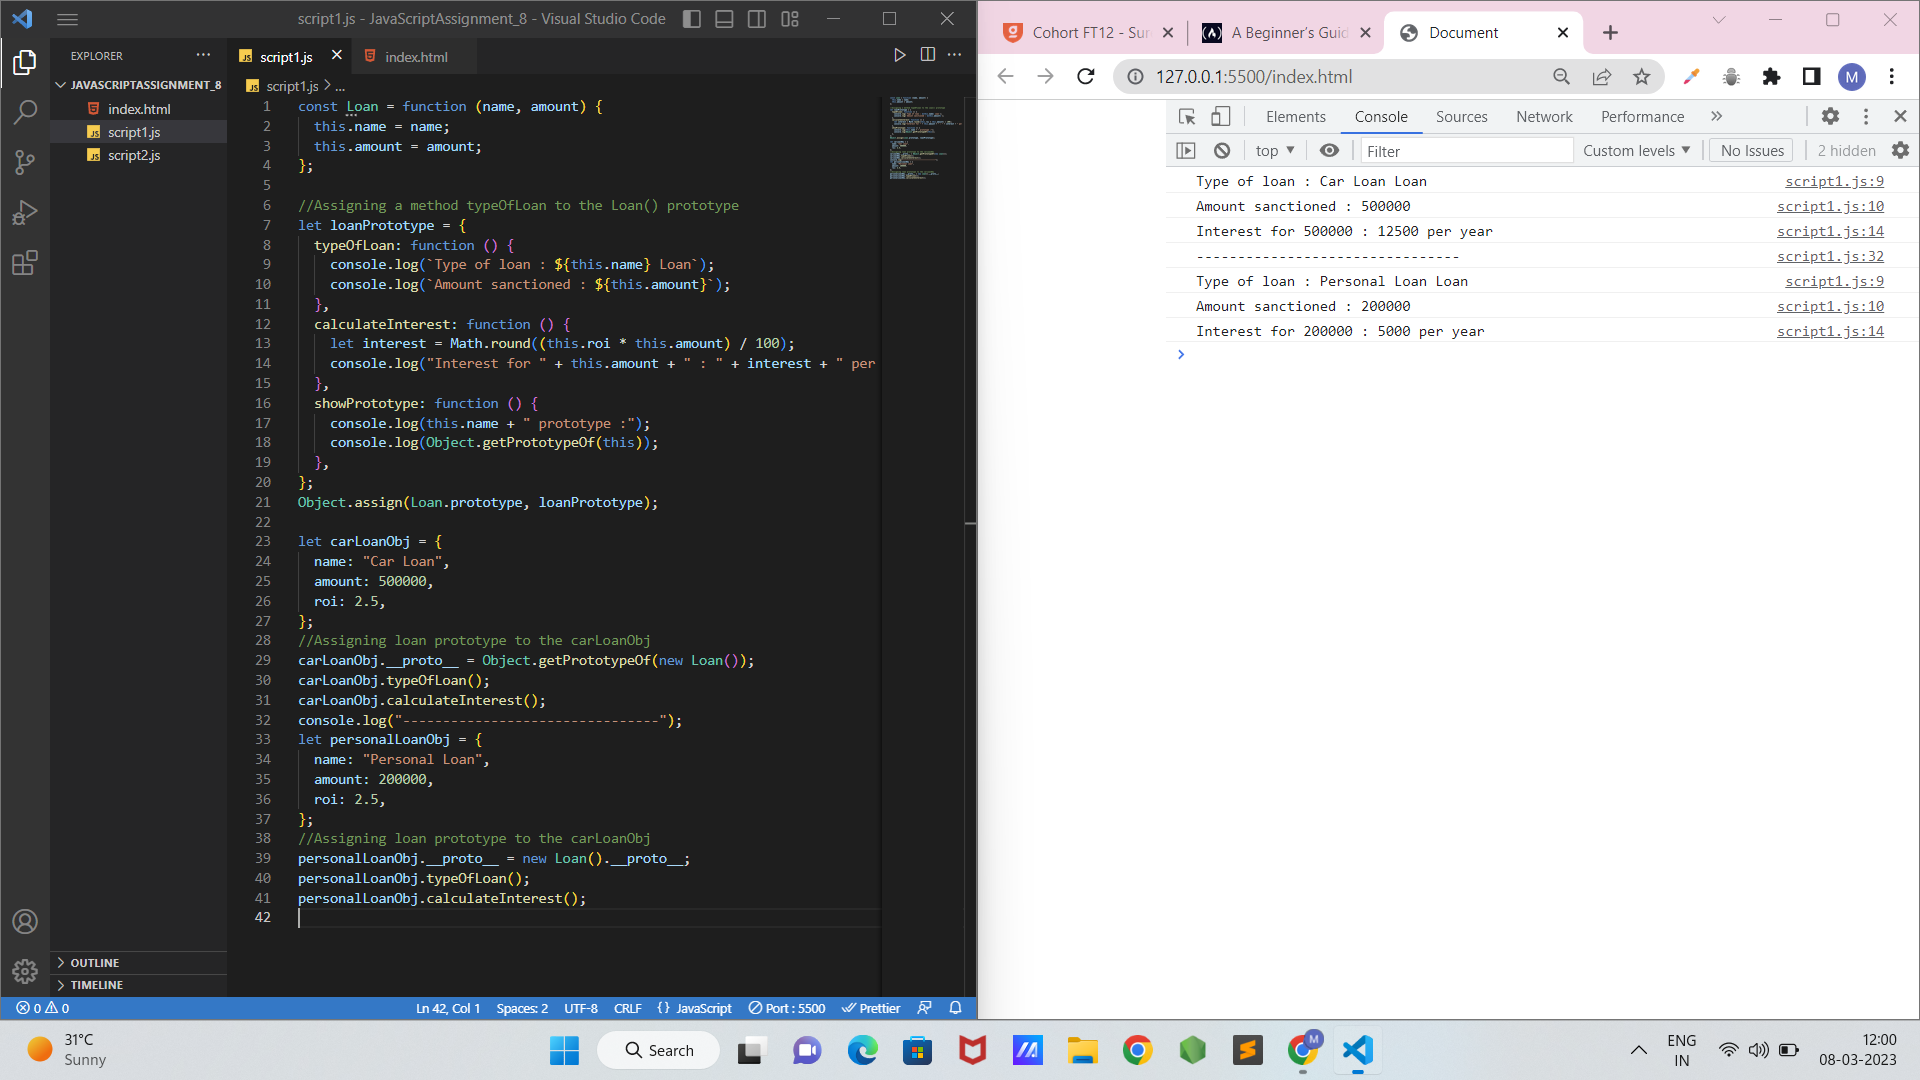 script1.js - JavaScriptAssignment_8 - Visual Studio Code
EXPLORER
JAVASCRIPTASSIGNMENT_8
index.html
script1.js
script2.js
OUTLINE
TIMELINE
script1.js
index.html
script1.js > ...
1 const Loan = function (name, amount) {
2 this.name = name;
3 this.amount = amount;
4 };
5
6 //Assigning a method typeOfLoan to the Loan() prototype
7 let loanPrototype = {
8 typeOfLoan: function () {
9 console.log(`Type of loan : ${this.name} Loan`);
10 console.log(`Amount sanctioned : ${this.amount}`);
11 },
12 calculateInterest: function () {
13 let interest = Math.round((this.roi * this.amount) / 100);
14 console.log("Interest for " + this.amount + " : " + interest + " per
15 },
16 showPrototype: function () {
17 console.log(this.name + " prototype :");
18 console.log(Object.getPrototypeOf(this));
19 },
20 };
21 Object.assign(Loan.prototype, loanPrototype);
22
23 let carLoanObj = {
24 name: "Car Loan",
25 amount: 500000,
26 roi: 2.5,
27 };
28 //Assigning loan prototype to the carLoanObj
29 carLoanObj.__proto__ = Object.getPrototypeOf(new Loan());
30 carLoanObj.typeOfLoan();
31 carLoanObj.calculateInterest();
32 console.log("--------------------------------");
33 let personalLoanObj = {
34 name: "Personal Loan",
35 amount: 200000,
36 roi: 2.5,
37 };
38 //Assigning loan prototype to the carLoanObj
39 personalLoanObj.__proto__ = new Loan().__proto__;
40 personalLoanObj.typeOfLoan();
41 personalLoanObj.calculateInterest();
42
0 0
Ln 42, Col 1 Spaces: 2 UTF-8 CRLF {} JavaScript Port : 5500 Prettier
Cohort FT12 - Sur
A Beginner's Guid
Document
127.0.0.1:5500/index.html
M
Elements Console Sources Network Performance
top Filter Custom levels No Issues 2 hidden
Type of loan : Car Loan Loan script1.js:9
Amount sanctioned : 500000 script1.js:10
Interest for 500000 : 12500 per year script1.js:14
-------------------------------- script1.js:32
Type of loan : Personal Loan Loan script1.js:9
Amount sanctioned : 200000 script1.js:10
Interest for 200000 : 5000 per year script1.js:14
31°C
Sunny
Search
M
ENG
IN
12:00
08-03-2023